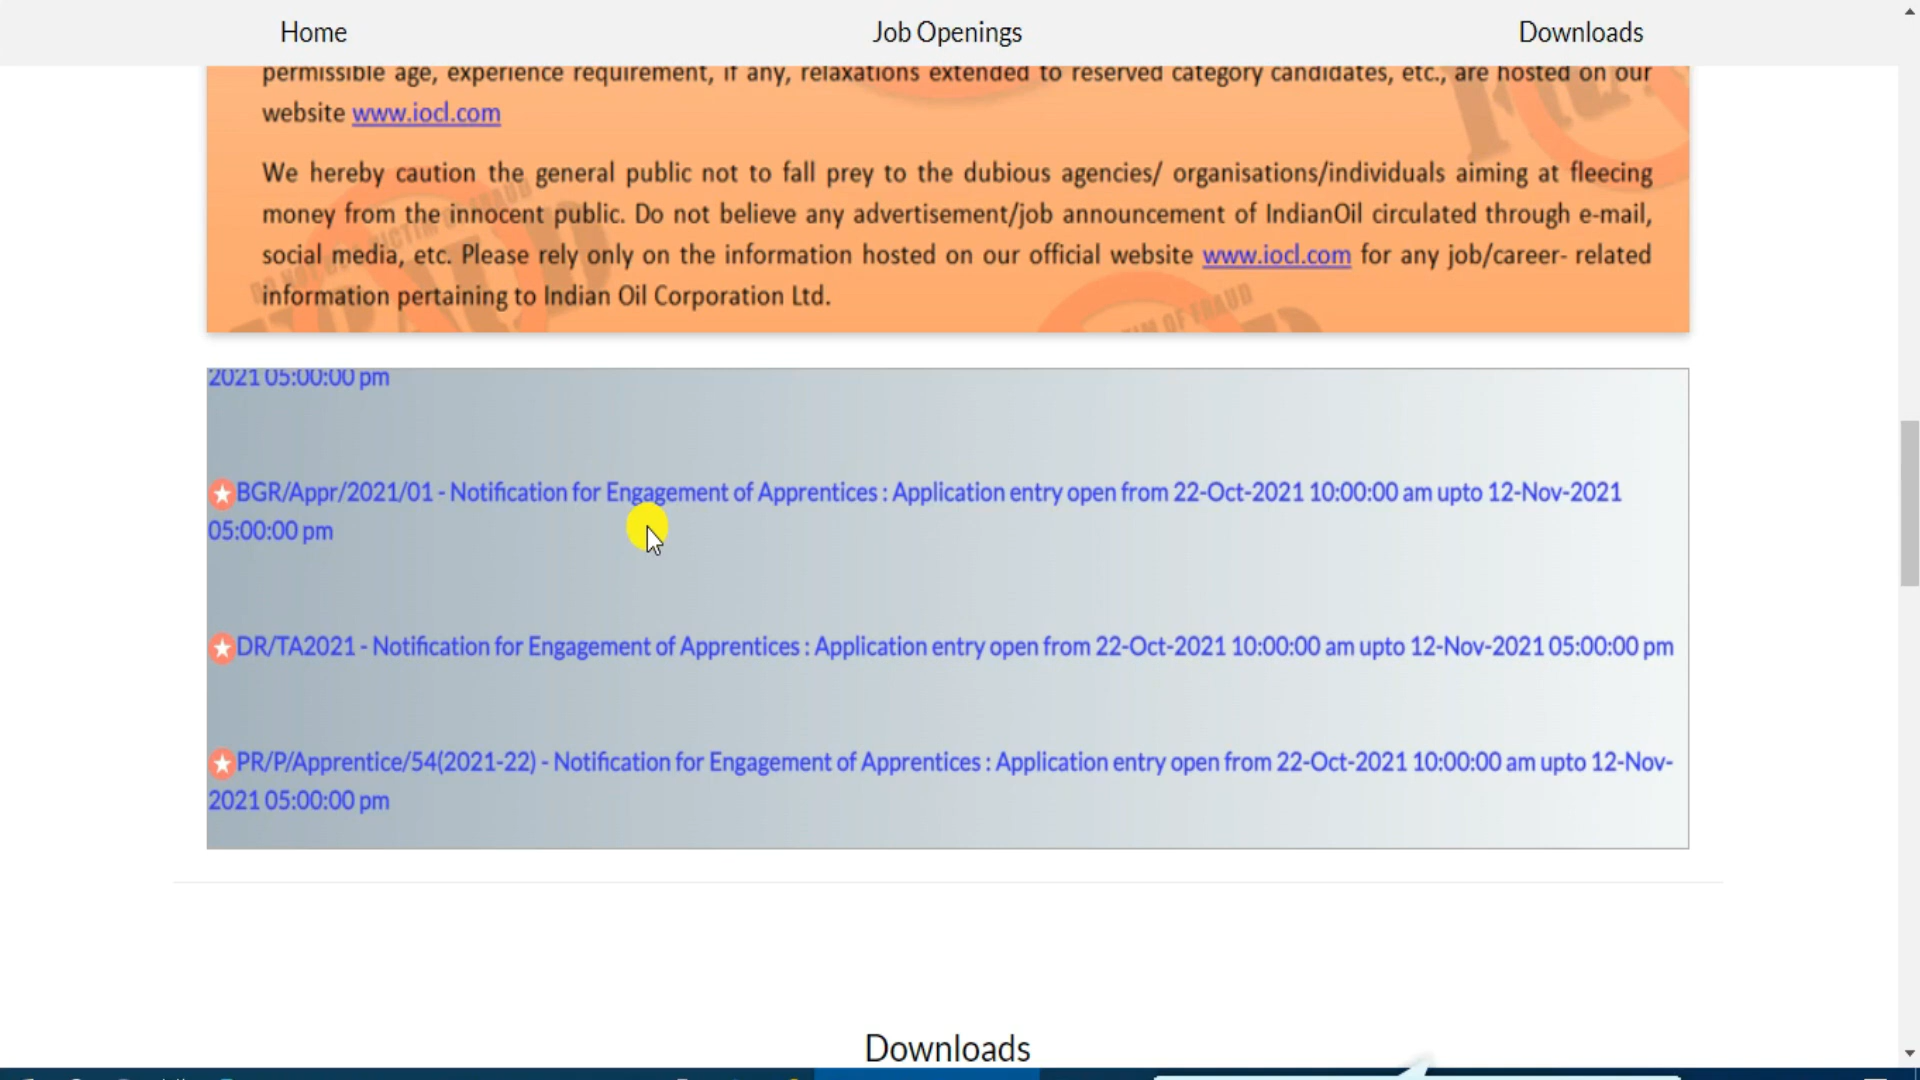 Home Job Openings Downloads
permissible age, experience requirement, if any, relaxations extended to reserved category candidates, etc., are hosted on our
website www.iocl.com
We hereby caution the general public not to fall prey to the dubious agencies/ organisations/individuals aiming at fleecing
money from the innocent public. Do not believe any advertisement/job announcement of IndianOil circulated through e-mail,
social media, etc. Please rely only on the information hosted on our official website www.iocl.com for any job/career- related
information pertaining to Indian Oil Corporation Ltd.
2021 05:00:00 pm
BGR/Appr/2021/01 - Notification for Engagement of Apprentices : Application entry open from 22-Oct-2021 10:00:00 am upto 12-Nov-2021
05:00:00 pm
DR/TA2021 - Notification for Engagement of Apprentices : Application entry open from 22-Oct-2021 10:00:00 am upto 12-Nov-2021 05:00:00 pm
PR/P/Apprentice/54(2021-22) - Notification for Engagement of Apprentices : Application entry open from 22-Oct-2021 10:00:00 am upto 12-Nov-
2021 05:00:00 pm
Downloads